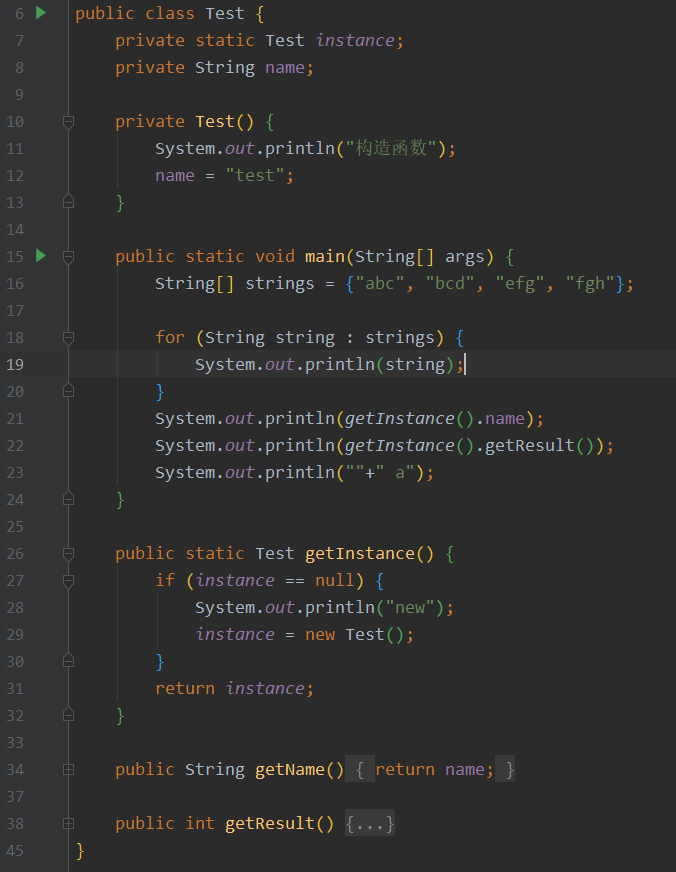 6 public class Test {
7 private static Test instance;
8 private String name;
9
10 private Test() {
11 System.out.println("构造函数");
12 name = "test";
13 }
14
15 public static void main(String[] args) {
16 String[] strings = {"abc", "bcd", "efg", "fgh"};
17
18 for (String string : strings) {
19 System.out.println(string);
20 }
21 System.out.println(getInstance().name);
22 System.out.println(getInstance().getResult());
23 System.out.println(""+" a");
24 }
25
26 public static Test getInstance() {
27 if (instance == null) {
28 System.out.println("new");
29 instance = new Test();
30 }
31 return instance;
32 }
33
34 public String getName() { return name; }
37
38 public int getResult() {...}
45 }